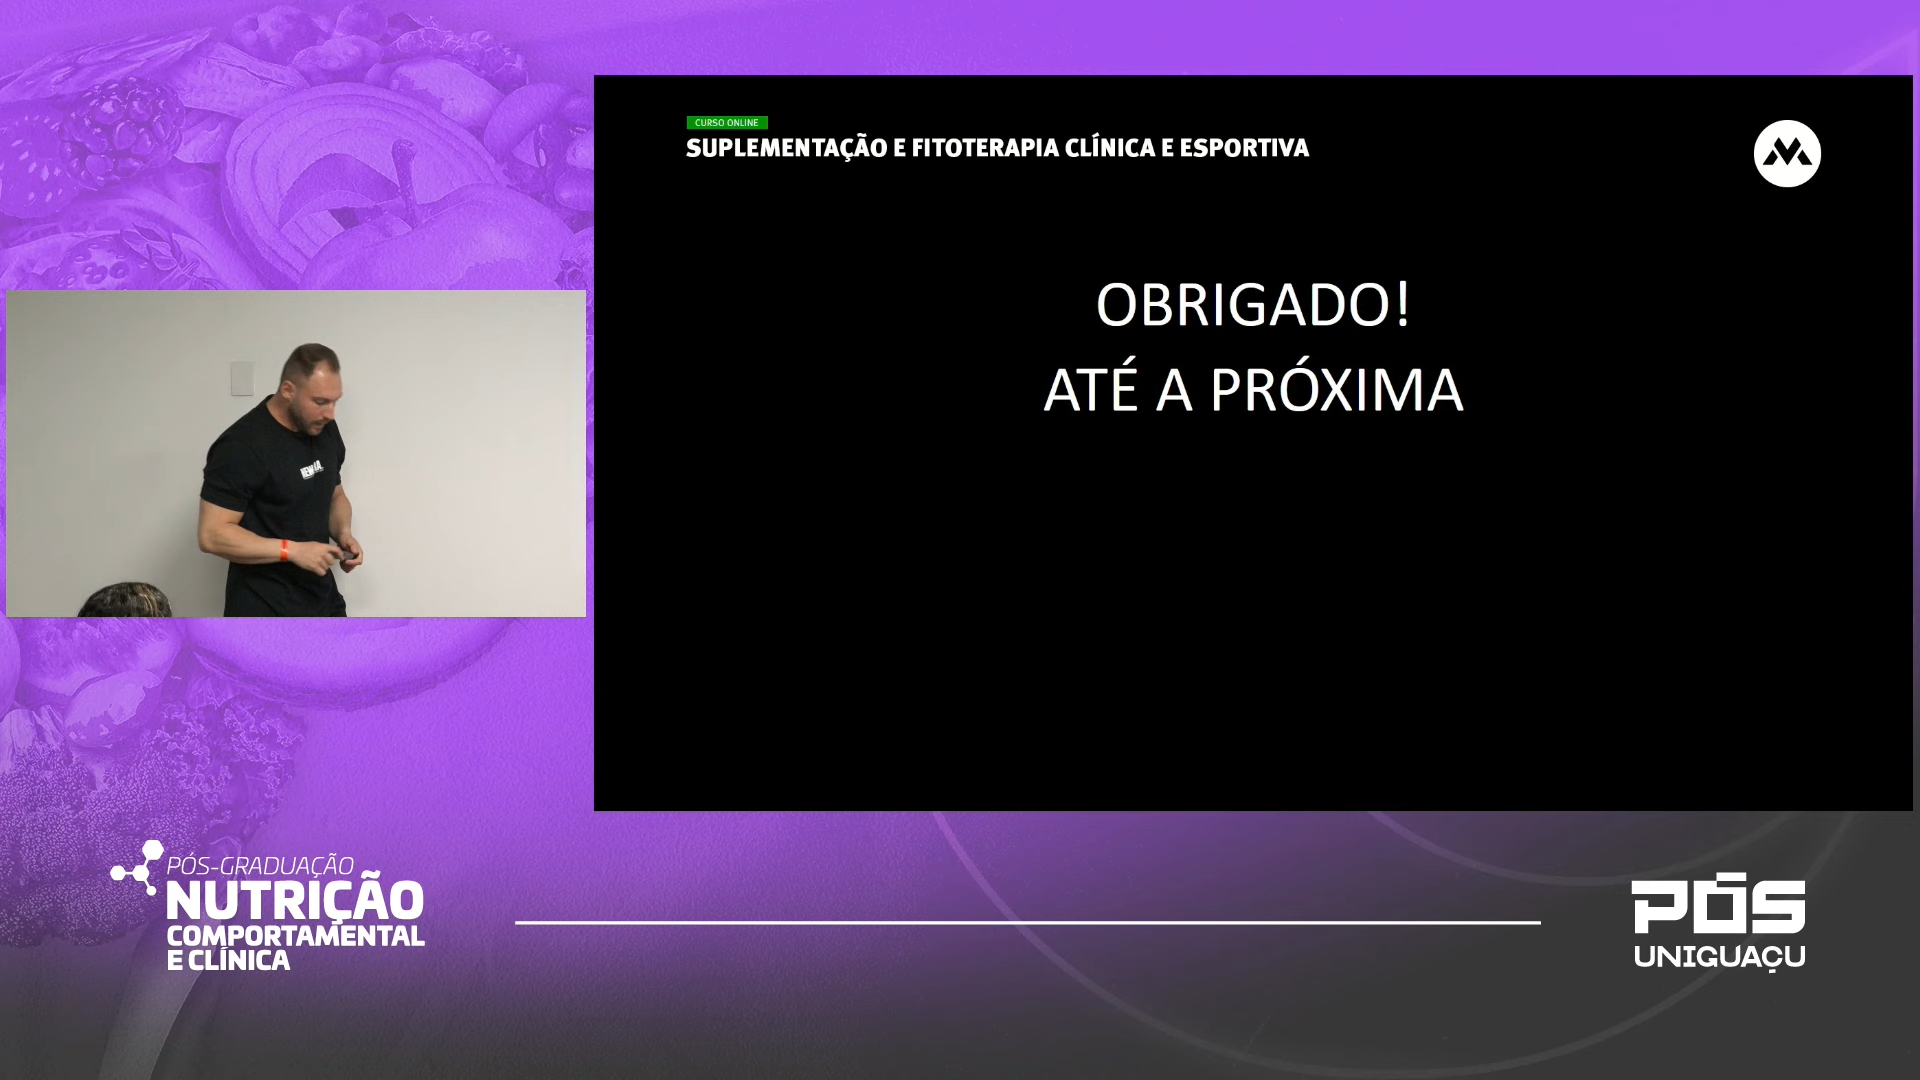 CURSO ONLINE
SUPLEMENTAÇÃO E FITOTERAPIA CLÍNICA E ESPORTIVA
OBRIGADO!
ATÉ A PRÓXIMA
PÓS-GRADUAÇÃO
NUTRIÇÃO
COMPORTAMENTAL
E CLÍNICA
PÓS
UNIGUAÇU